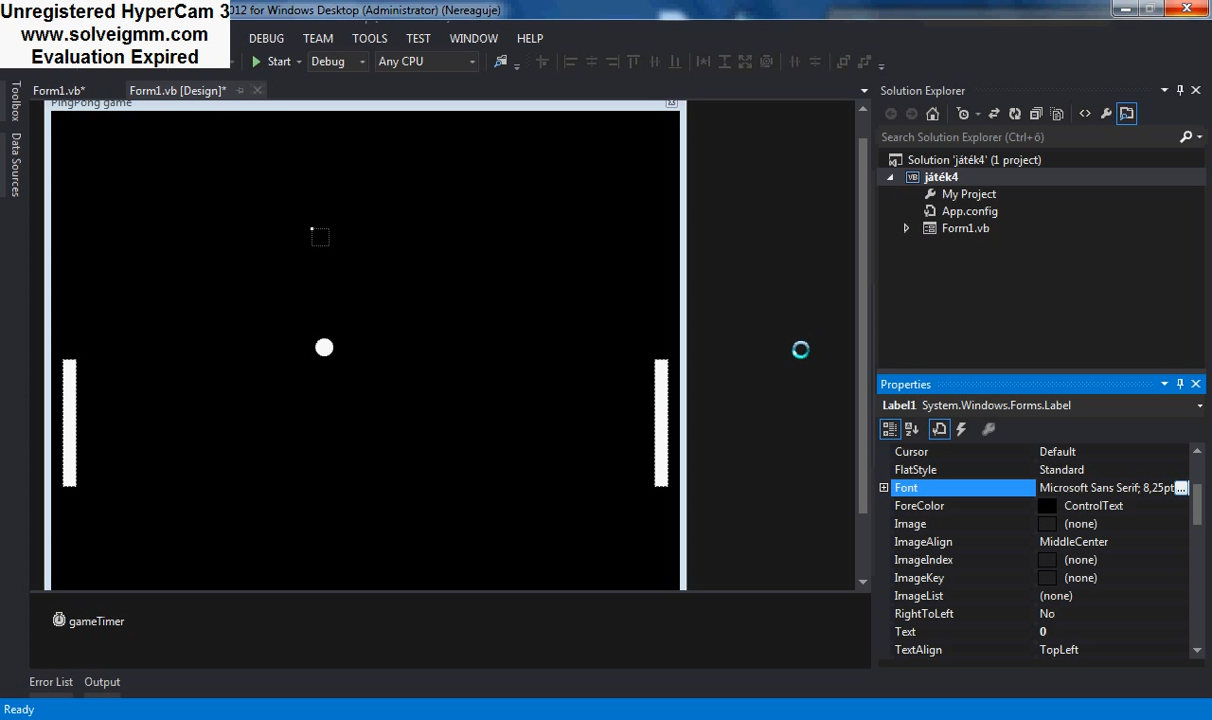 Unregistered HyperCam 3
www.solveigmm.com
Evaluation Expired
012 for Windows Desktop (Administrator) (Nereaguje)
DEBUG TEAM TOOLS TEST WINDOW HELP
Start Debug Any CPU
Form1.vb* Form1.vb [Design]*
Toolbox
Data Sources
PingPong game
Solution Explorer
Search Solution Explorer (Ctrl+ő)
Solution 'játék4' (1 project)
VB játék4
My Project
App.config
Form1.vb
Properties
Label1 System.Windows.Forms.Label
Cursor Default
FlatStyle Standard
Font Microsoft Sans Serif; 8,25pt ...
ForeColor ControlText
Image (none)
ImageAlign MiddleCenter
ImageIndex (none)
ImageKey (none)
ImageList (none)
RightToLeft No
Text 0
TextAlign TopLeft
gameTimer
Error List Output
Ready